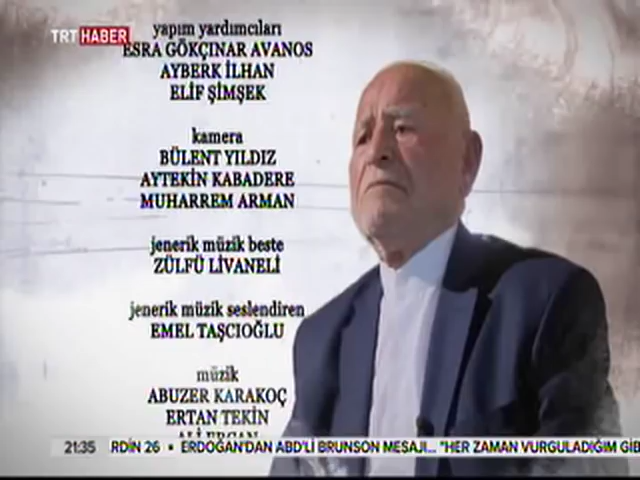 TRT HABER
yapım yardımcıları
ESRA GÖKÇINAR AVANOS
AYBERK İLHAN
ELİF ŞİMŞEK
kamera
BÜLENT YILDIZ
AYTEKİN KABADERE
MUHARREM ARMAN
jenerik müzik beste
ZÜLFÜ LİVANELİ
jenerik müzik seslendiren
EMEL TAŞCIOĞLU
müzik
ABUZER KARAKOÇ
ERTAN TEKİN
ALİ ERCAN
21:35 RDİN 26 • ERDOĞAN'DAN ABD'Lİ BRUNSON MESAJI... "HER ZAMAN VURGULADIĞIM GİB